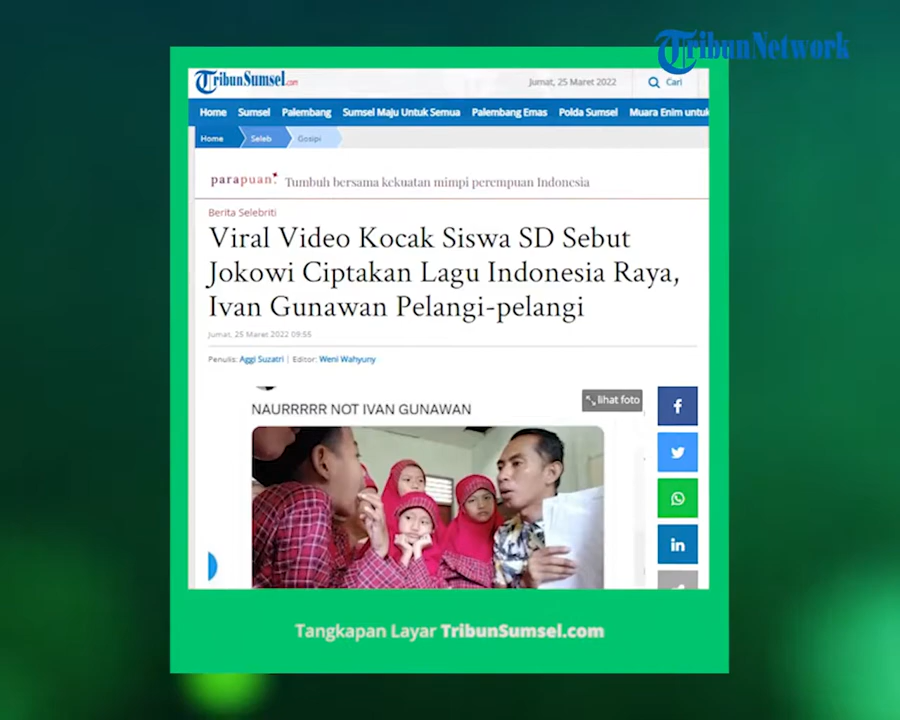 TribunNetwork
TribunSumsel.com
Jumat, 25 Maret 2022
Cari
Home Sumsel Palembang Sumsel Maju Untuk Semua Palembang Emas Polda Sumsel Muara Enim untuk
Home Seleb Gosipi
parapuan. Tumbuh bersama kekuatan mimpi perempuan Indonesia
Berita Selebriti
Viral Video Kocak Siswa SD Sebut
Jokowi Ciptakan Lagu Indonesia Raya,
Ivan Gunawan Pelangi-pelangi
Jumat, 25 Maret 2022 09:55
Penulis: Aggi Suzatri | Editor: Weni Wahyuny
lihat foto
NAURRRRR NOT IVAN GUNAWAN
f
in
Tangkapan Layar TribunSumsel.com